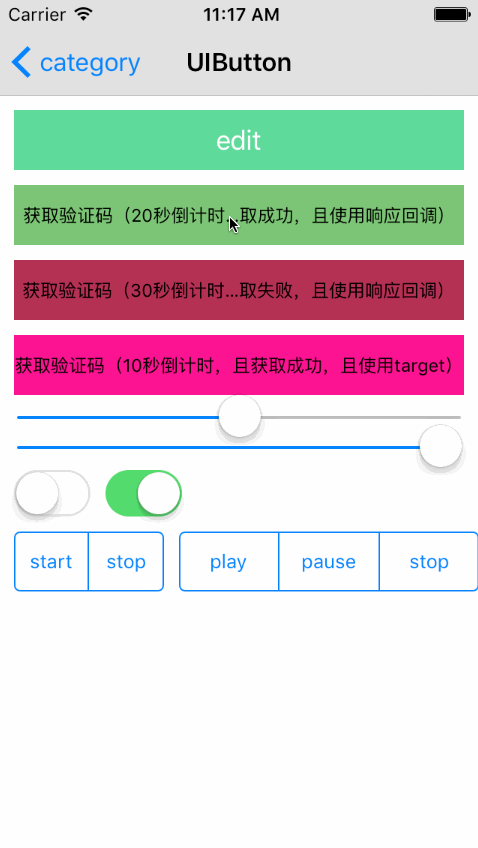 Carrier 11:17 AM
category UIButton
edit
获取验证码（20秒倒计时...取成功，且使用响应回调）
获取验证码（30秒倒计时...取失败，且使用响应回调）
获取验证码（10秒倒计时，且获取成功，且使用target）
start stop play pause stop